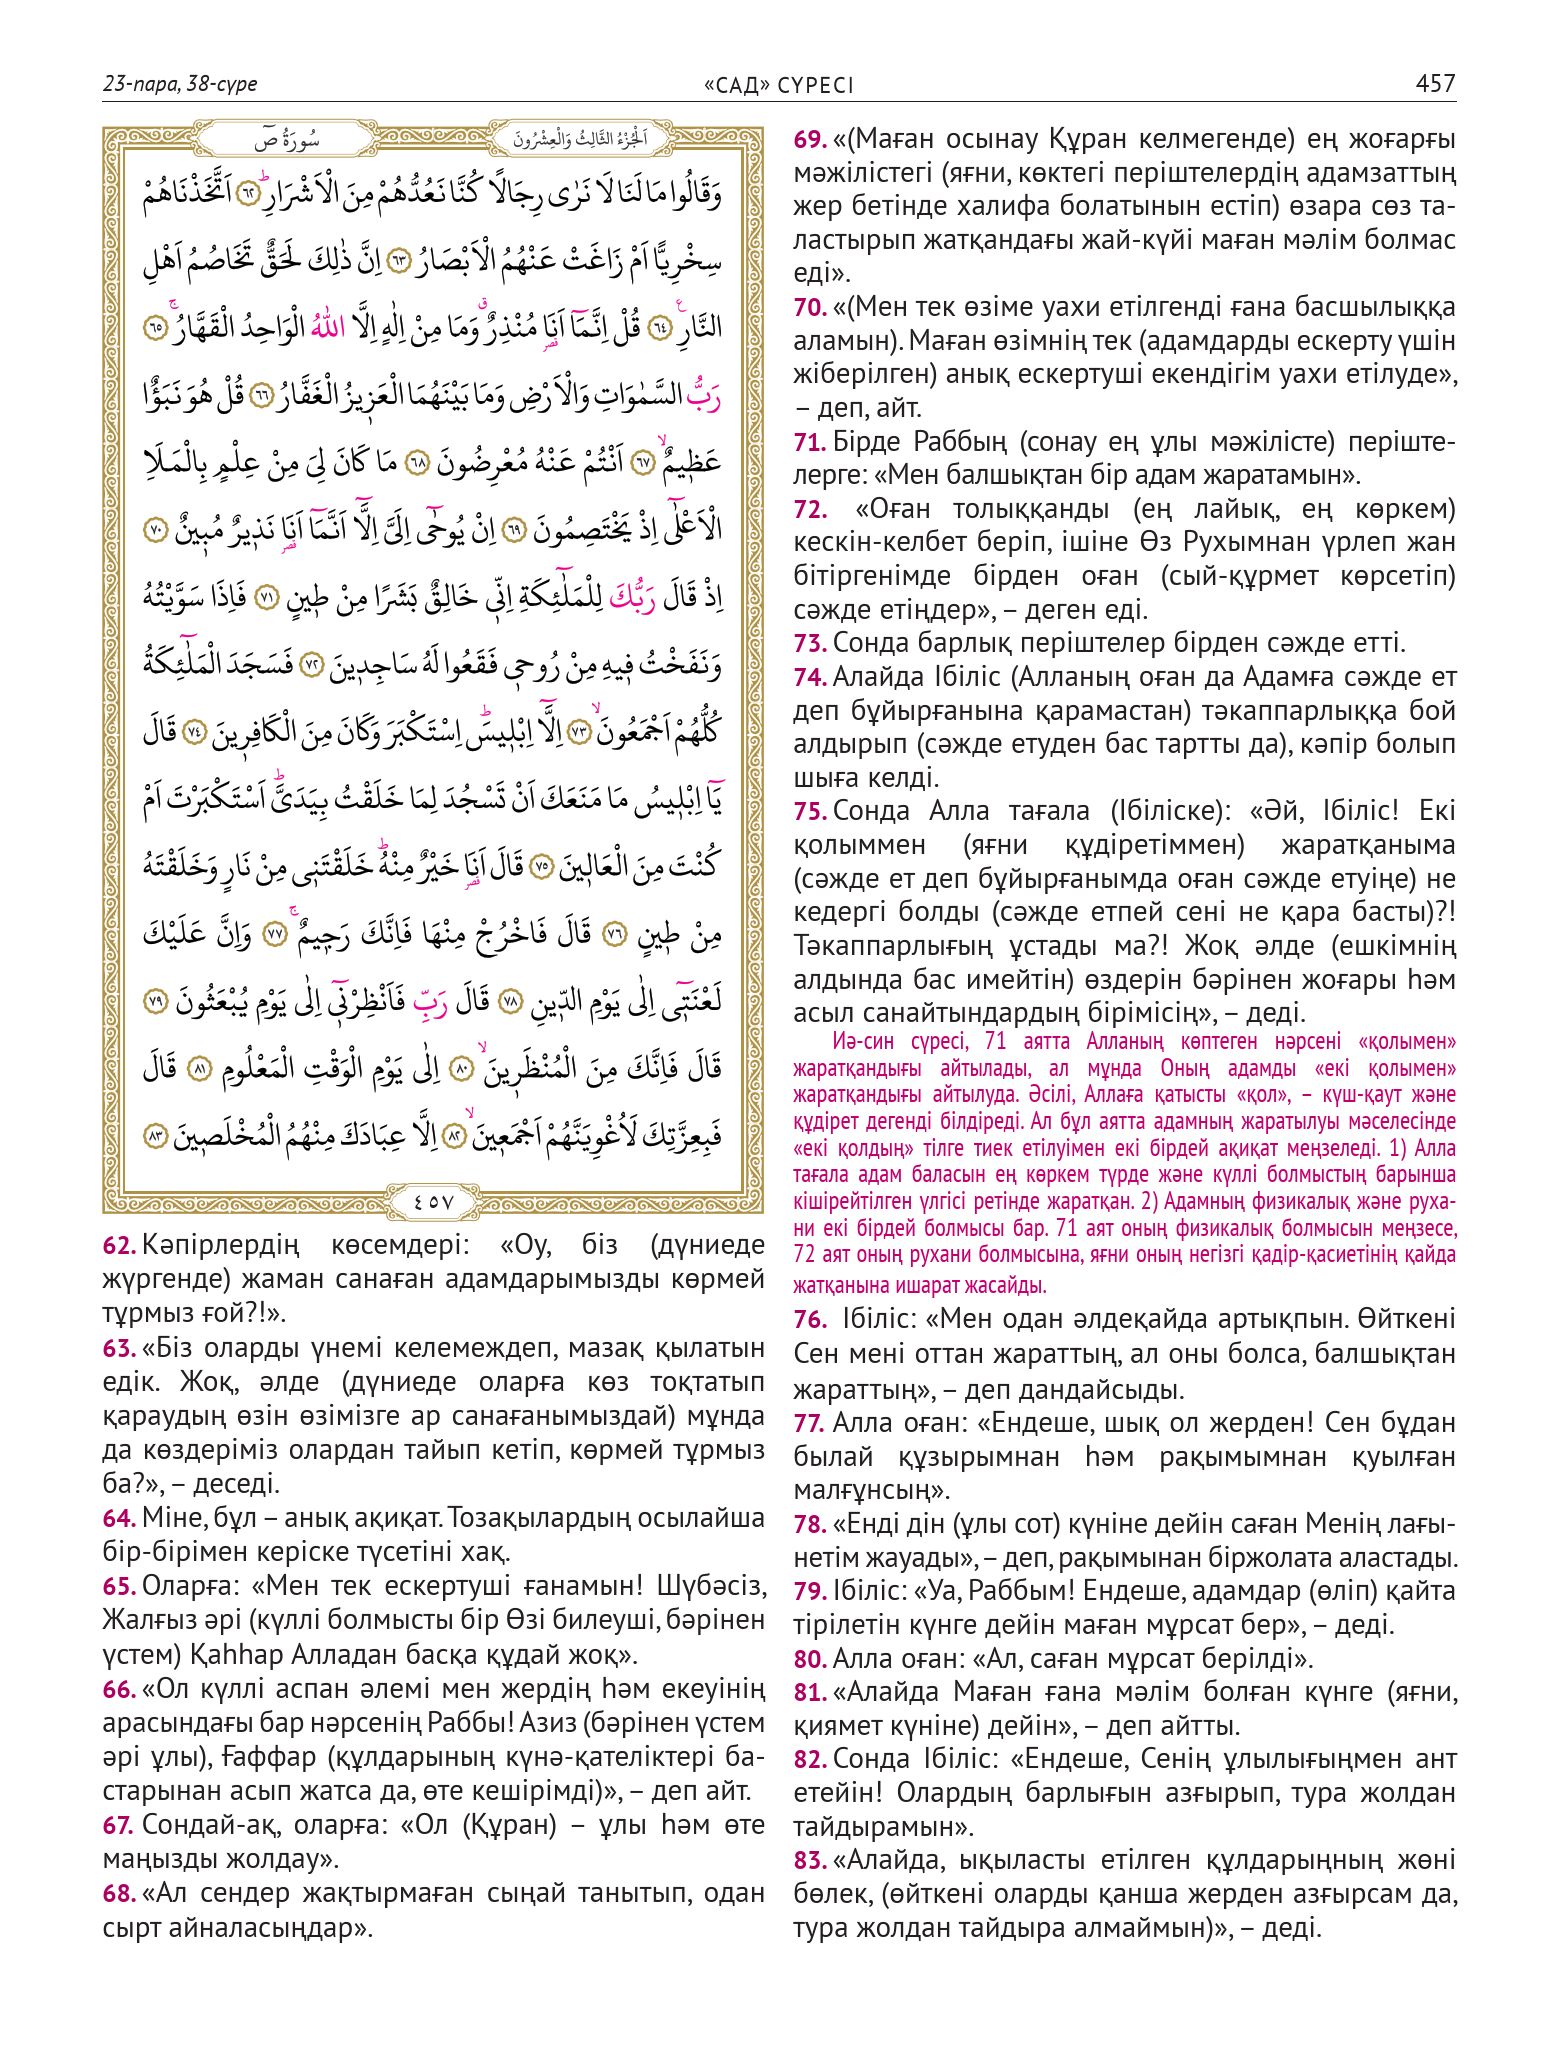 23-пара, 38-сүре
«САД» СҮРЕСІ
457
سُورَةُ صٓ
اَلْجُزْءُ الثَّالِثُ وَالْعِشْرُونَ
وَقَالُوا مَا لَنَا لَا نَرٰى رِجَالًا كُنَّا نَعُدُّهُمْ مِنَ الْاَشْرَارِۜ ﴿٦٢﴾ اَتَّخَذْنَاهُمْ
سِخْرِيًّا اَمْ زَاغَتْ عَنْهُمُ الْاَبْصَارُ ﴿٦٣﴾ اِنَّ ذٰلِكَ لَحَقٌّ تَخَاصُمُ اَهْلِ
النَّارِ۟ ﴿٦٤﴾ قُلْ اِنَّمَٓا اَنَا۬ مُنْذِرٌۗ وَمَا مِنْ اِلٰهٍ اِلَّا اللّٰهُ الْوَاحِدُ الْقَهَّارُۚ ﴿٦٥﴾
رَبُّ السَّمٰوَاتِ وَالْاَرْضِ وَمَا بَيْنَهُمَا الْعَز۪يزُ الْغَفَّارُ ﴿٦٦﴾ قُلْ هُوَ نَبَؤٌا
عَظ۪يمٌۙ ﴿٦٧﴾ اَنْتُمْ عَنْهُ مُعْرِضُونَ ﴿٦٨﴾ مَا كَانَ لِيَ مِنْ عِلْمٍ بِالْمَلَاِ
الْاَعْلٰٓى اِذْ يَخْتَصِمُونَ ﴿٦٩﴾ اِنْ يُوحٰٓى اِلَيَّ اِلَّٓا اَنَّمَٓا اَنَا۬ نَذ۪يرٌ مُب۪ينٌ ﴿٧٠﴾
اِذْ قَالَ رَبُّكَ لِلْمَلٰٓئِكَةِ اِنّ۪ي خَالِقٌ بَشَرًا مِنْ ط۪ينٍ ﴿٧١﴾ فَاِذَا سَوَّيْتُهُ
وَنَفَخْتُ ف۪يهِ مِنْ رُوح۪ي فَقَعُوا لَهُ سَاجِد۪ينَ ﴿٧٢﴾ فَسَجَدَ الْمَلٰٓئِكَةُ
كُلُّهُمْ اَجْمَعُونَۙ ﴿٧٣﴾ اِلَّٓا اِبْل۪يسَۜ اِسْتَكْبَرَ وَكَانَ مِنَ الْكَافِر۪ينَ ﴿٧٤﴾ قَالَ
يَٓا اِبْل۪يسُ مَا مَنَعَكَ اَنْ تَسْجُدَ لِمَا خَلَقْتُ بِيَدَيَّۜ اَسْتَكْبَرْتَ اَمْ
كُنْتَ مِنَ الْعَال۪ينَ ﴿٧٥﴾ قَالَ اَنَا۬ خَيْرٌ مِنْهُۜ خَلَقْتَن۪ي مِنْ نَارٍ وَخَلَقْتَهُ
مِنْ ط۪ينٍ ﴿٧٦﴾ قَالَ فَاخْرُجْ مِنْهَا فَاِنَّكَ رَج۪يمٌۚ ﴿٧٧﴾ وَاِنَّ عَلَيْكَ
لَعْنَت۪ٓي اِلٰى يَوْمِ الدّ۪ينِ ﴿٧٨﴾ قَالَ رَبِّ فَاَنْظِرْن۪ٓي اِلٰى يَوْمِ يُبْعَثُونَ ﴿٧٩﴾
قَالَ فَاِنَّكَ مِنَ الْمُنْظَر۪ينَۙ ﴿٨٠﴾ اِلٰى يَوْمِ الْوَقْتِ الْمَعْلُومِ ﴿٨١﴾ قَالَ
فَبِعِزَّتِكَ لَاُغْوِيَنَّهُمْ اَجْمَع۪ينَۙ ﴿٨٢﴾ اِلَّا عِبَادَكَ مِنْهُمُ الْمُخْلَص۪ينَ ﴿٨٣﴾
٤٥٧
62. Кәпірлердің көсемдері: «Оу, біз (дүниеде
жүргенде) жаман санаған адамдарымызды көрмей
тұрмыз ғой?!».
63. «Біз оларды үнемі келемеждеп, мазақ қылатын
едік. Жоқ, әлде (дүниеде оларға көз тоқтатып
қараудың өзін өзімізге ар санағанымыздай) мұнда
да көздеріміз олардан тайып кетіп, көрмей тұрмыз
ба?», – деседі.
64. Міне, бұл – анық ақиқат. Тозақылардың осылайша
бір-бірімен керіске түсетіні хақ.
65. Оларға: «Мен тек ескертуші ғанамын! Шүбәсіз,
Жалғыз әрі (күллі болмысты бір Өзі билеуші, бәрінен
үстем) Қаһһар Алладан басқа құдай жоқ».
66. «Ол күллі аспан әлемі мен жердің һәм екеуінің
арасындағы бар нәрсенің Раббы! Азиз (бәрінен үстем
әрі ұлы), Ғаффар (құлдарының күнә-қателіктері ба-
старынан асып жатса да, өте кешірімді)», – деп айт.
67. Сондай-ақ, оларға: «Ол (Құран) – ұлы һәм өте
маңызды жолдау».
68. «Ал сендер жақтырмаған сыңай танытып, одан
сырт айналасыңдар».
69. «(Маған осынау Құран келмегенде) ең жоғарғы
мәжілістегі (яғни, көктегі періштелердің адамзаттың
жер бетінде халифа болатынын естіп) өзара сөз та-
ластырып жатқандағы жай-күйі маған мәлім болмас
еді».
70. «(Мен тек өзіме уахи етілгенді ғана басшылыққа
аламын). Маған өзімнің тек (адамдарды ескерту үшін
жіберілген) анық ескертуші екендігім уахи етілуде»,
– деп, айт.
71. Бірде Раббың (сонау ең ұлы мәжілісте) періште-
лерге: «Мен балшықтан бір адам жаратамын».
72. «Оған толыққанды (ең лайық, ең көркем)
кескін-келбет беріп, ішіне Өз Рухымнан үрлеп жан
бітіргенімде бірден оған (сый-құрмет көрсетіп)
сәжде етіңдер», – деген еді.
73. Сонда барлық періштелер бірден сәжде етті.
74. Алайда Ібіліс (Алланың оған да Адамға сәжде ет
деп бұйырғанына қарамастан) тәкаппарлыққа бой
алдырып (сәжде етуден бас тартты да), кәпір болып
шыға келді.
75. Сонда Алла тағала (Ібіліске): «Әй, Ібіліс! Екі
қолыммен (яғни құдіретіммен) жаратқаныма
(сәжде ет деп бұйырғанымда оған сәжде етуіңе) не
кедергі болды (сәжде етпей сені не қара басты)?!
Тәкаппарлығың ұстады ма?! Жоқ әлде (ешкімнің
алдында бас имейтін) өздерін бәрінен жоғары һәм
асыл санайтындардың бірімісің», – деді.
Иә-син сүресі, 71 аятта Алланың көптеген нәрсені «қолымен»
жаратқандығы айтылады, ал мұнда Оның адамды «екі қолымен»
жаратқандығы айтылуда. Әсілі, Аллаға қатысты «қол», – күш-қаут және
құдірет дегенді білдіреді. Ал бұл аятта адамның жаратылуы мәселесінде
«екі қолдың» тілге тиек етілуімен екі бірдей ақиқат меңзеледі. 1) Алла
тағала адам баласын ең көркем түрде және күллі болмыстың барынша
кішірейтілген үлгісі ретінде жаратқан. 2) Адамның физикалық және руха-
ни екі бірдей болмысы бар. 71 аят оның физикалық болмысын меңзесе,
72 аят оның рухани болмысына, яғни оның негізгі қадір-қасиетінің қайда
жатқанына ишарат жасайды.
76. Ібіліс: «Мен одан әлдеқайда артықпын. Өйткені
Сен мені оттан жараттың, ал оны болса, балшықтан
жараттың», – деп дандайсыды.
77. Алла оған: «Ендеше, шық ол жерден! Сен бұдан
былай құзырымнан һәм рақымымнан қуылған
малғұнсың».
78. «Енді дін (ұлы сот) күніне дейін саған Менің лағы-
нетім жауады», – деп, рақымынан біржолата аластады.
79. Ібіліс: «Уа, Раббым! Ендеше, адамдар (өліп) қайта
тірілетін күнге дейін маған мұрсат бер», – деді.
80. Алла оған: «Ал, саған мұрсат берілді».
81. «Алайда Маған ғана мәлім болған күнге (яғни,
қиямет күніне) дейін», – деп айтты.
82. Сонда Ібіліс: «Ендеше, Сенің ұлылығыңмен ант
етейін! Олардың барлығын азғырып, тура жолдан
тайдырамын».
83. «Алайда, ықыласты етілген құлдарыңның жөні
бөлек, (өйткені оларды қанша жерден азғырсам да,
тура жолдан тайдыра алмаймын)», – деді.